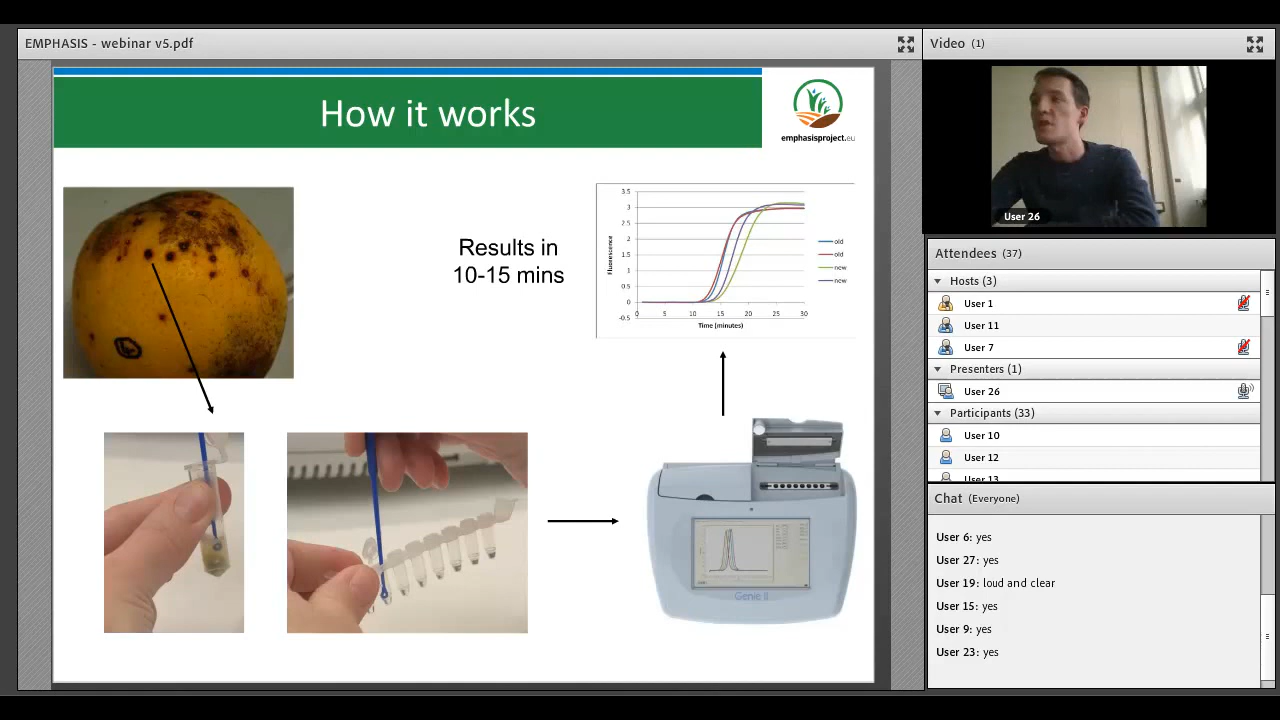 EMPHASIS - webinar v5.pdf
How it works
emphasisproject.eu
Results in
10-15 mins
3.5
3
2.5
2
1.5
1
0.5
0
-0.5
Fluorescence
0 5 10 15 20 25 30
Time (minutes)
old
old
new
new
Genie II
Video (1)
User 26
Attendees (37)
Hosts (3)
User 1
User 11
User 7
Presenters (1)
User 26
Participants (33)
User 10
User 12
User 13
Chat (Everyone)
User 6: yes
User 27: yes
User 19: loud and clear
User 15: yes
User 9: yes
User 23: yes